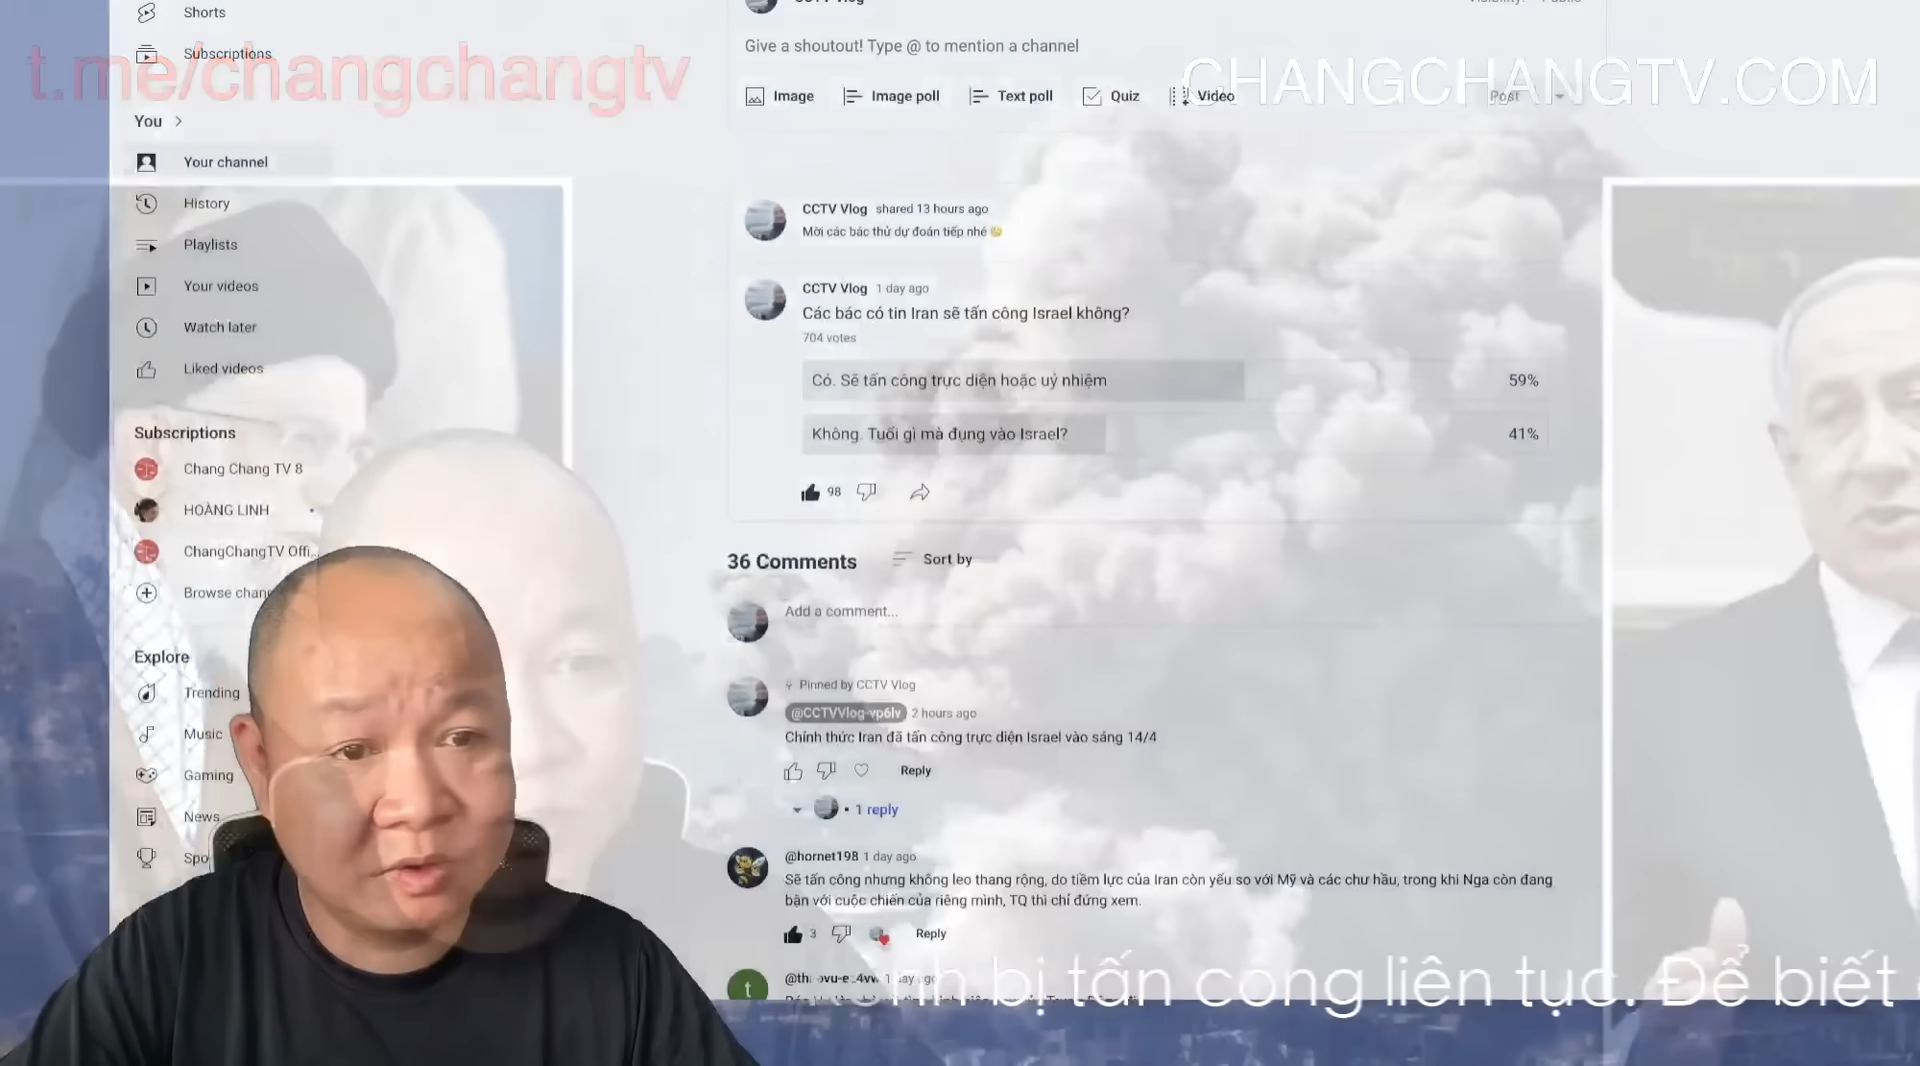 Shorts
Subscriptions
t.me/changchangtv
CHANGCHANGTV.COM
Give a shoutout! Type @ to mention a channel
Image
Image poll
Text poll
Quiz
Video
Post
You
Your channel
History
Playlists
Your videos
Watch later
Liked videos
Subscriptions
Chang Chang TV 8
HOÀNG LINH
ChangChangTV Offi...
Explore
Trending
Music
Gaming
News
CCTV Vlog shared 13 hours ago
Mời các bác thử dự đoán tiếp nhé
CCTV Vlog 1 day ago
Các bác có tin Iran sẽ tấn công Israel không?
704 votes
Có. Sẽ tấn công trực diện hoặc uỷ nhiệm 59%
Không. Tuổi gì mà đụng vào Israel? 41%
98
36 Comments Sort by
Add a comment...
Pinned by CCTV Vlog
@CCTVVlog-vp6lv 2 hours ago
Chính thức Iran đã tấn công trực diện Israel vào sáng 14/4
Reply
1 reply
@hornet198 1 day ago
Sẽ tấn công nhưng không leo thang rộng, do tiềm lực của Iran còn yếu so với Mỹ và các chư hầu, trong khi Nga còn đang
bận với cuộc chiến của riêng mình, TQ thì chỉ đứng xem.
3 Reply
bị tấn công liên tục. Để biết